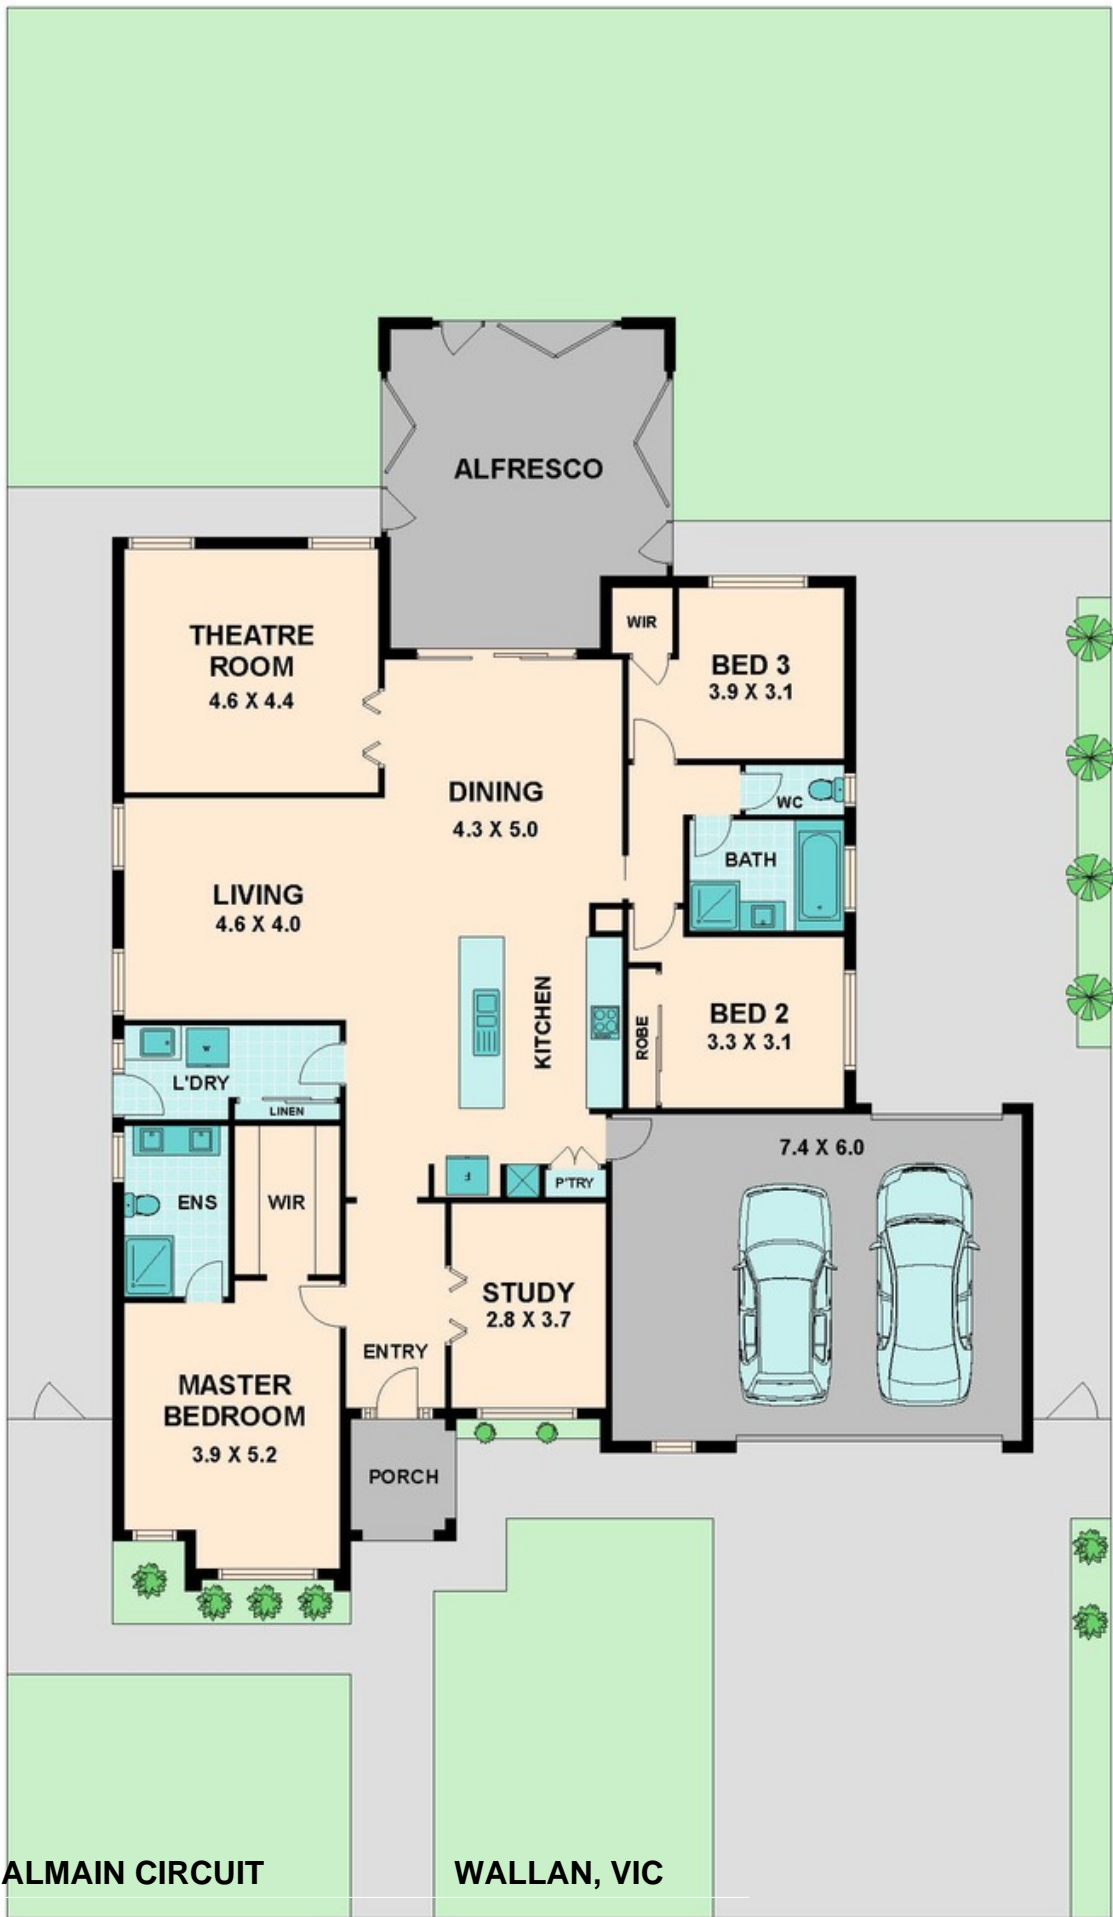 ALFRESCO
THEATRE
ROOM
4.6 X 4.4
WIR
BED 3
3.9 X 3.1
DINING
4.3 X 5.0
WC
BATH
LIVING
4.6 X 4.0
KITCHEN
ROBE
BED 2
3.3 X 3.1
W
L'DRY
LINEN
7.4 X 6.0
F
P'TRY
ENS
WIR
STUDY
2.8 X 3.7
ENTRY
MASTER
BEDROOM
3.9 X 5.2
PORCH
ALMAIN CIRCUIT WALLAN, VIC